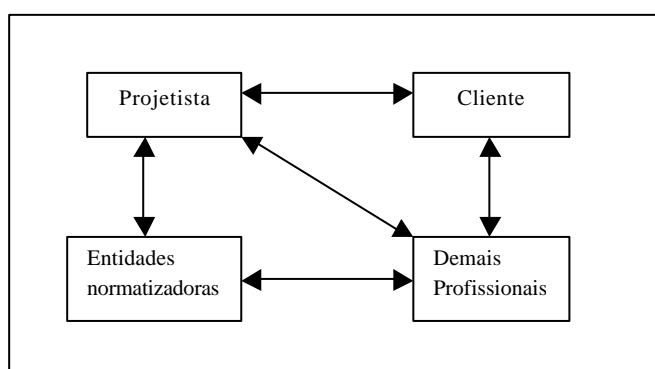 Projetista
Cliente
Entidades
normatizadoras
Demais
Profissionais